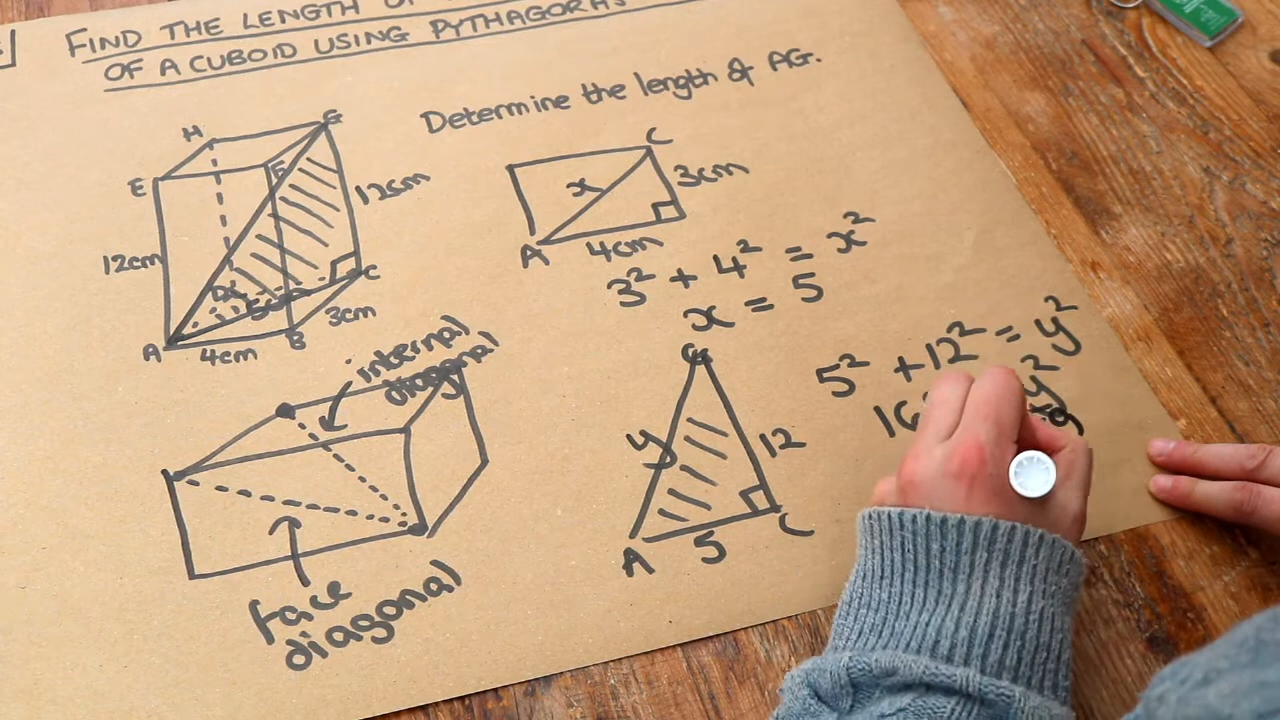 FIND THE LENGTH
OF A CUBOID USING PYTHAGORAS
Determine the length of AG.
H
G
E
F
12cm
12cm
A
B
C
4cm
3cm
C
x
3cm
A
4cm
3² + 4² = x²
x = 5
internal
diagonal
face
diagonal
G
y
12
A
5
C
5² + 12² = y²
y²